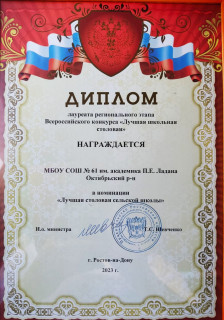 ДИПЛОМ
лауреата регионального этапа
Всероссийского конкурса «Лучшая школьная
столовая»
НАГРАЖДАЕТСЯ
МБОУ СОШ № 61 им. академика П.Е. Ладана
Октябрьский р-н
в номинации
«Лучшая столовая сельской школы»
И.о. министра
Т.С. Шевченко
г. Ростов-на-Дону
2023 г.